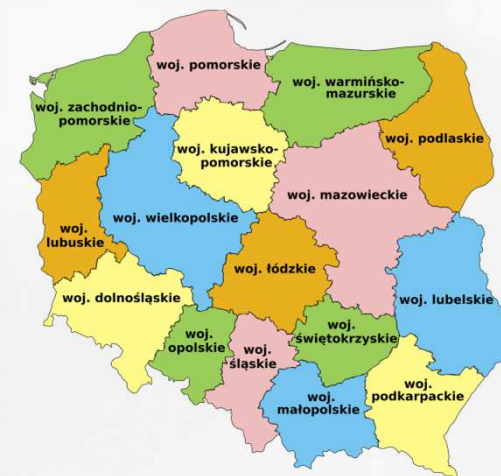 woj. pomorskie
woj. warmińsko-
mazurskie
woj. zachodnio-
pomorskie
woj. podlaskie
woj. kujawsko-
pomorskie
woj. mazowieckie
woj. wielkopolskie
woj.
lubuskie
woj. łódzkie
woj. dolnośląskie
woj. lubelskie
woj.
opolskie
woj.
świętokrzyskie
woj.
śląskie
woj.
małopolskie
woj.
podkarpackie